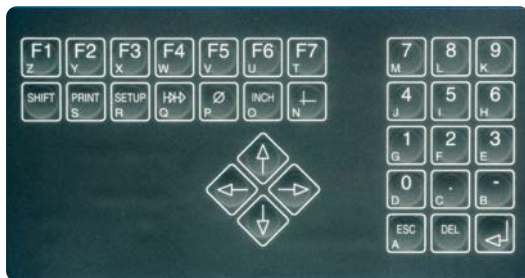 F1 F2 F3 F4 F5 F6 F7
Z Y X W V U T
SHIFT PRINT SETUP Ø INCH
S R Q P O N
7 8 9
M L K
4 5 6
J I H
1 2 3
G F E
0 . -
D C B
ESC DEL
A